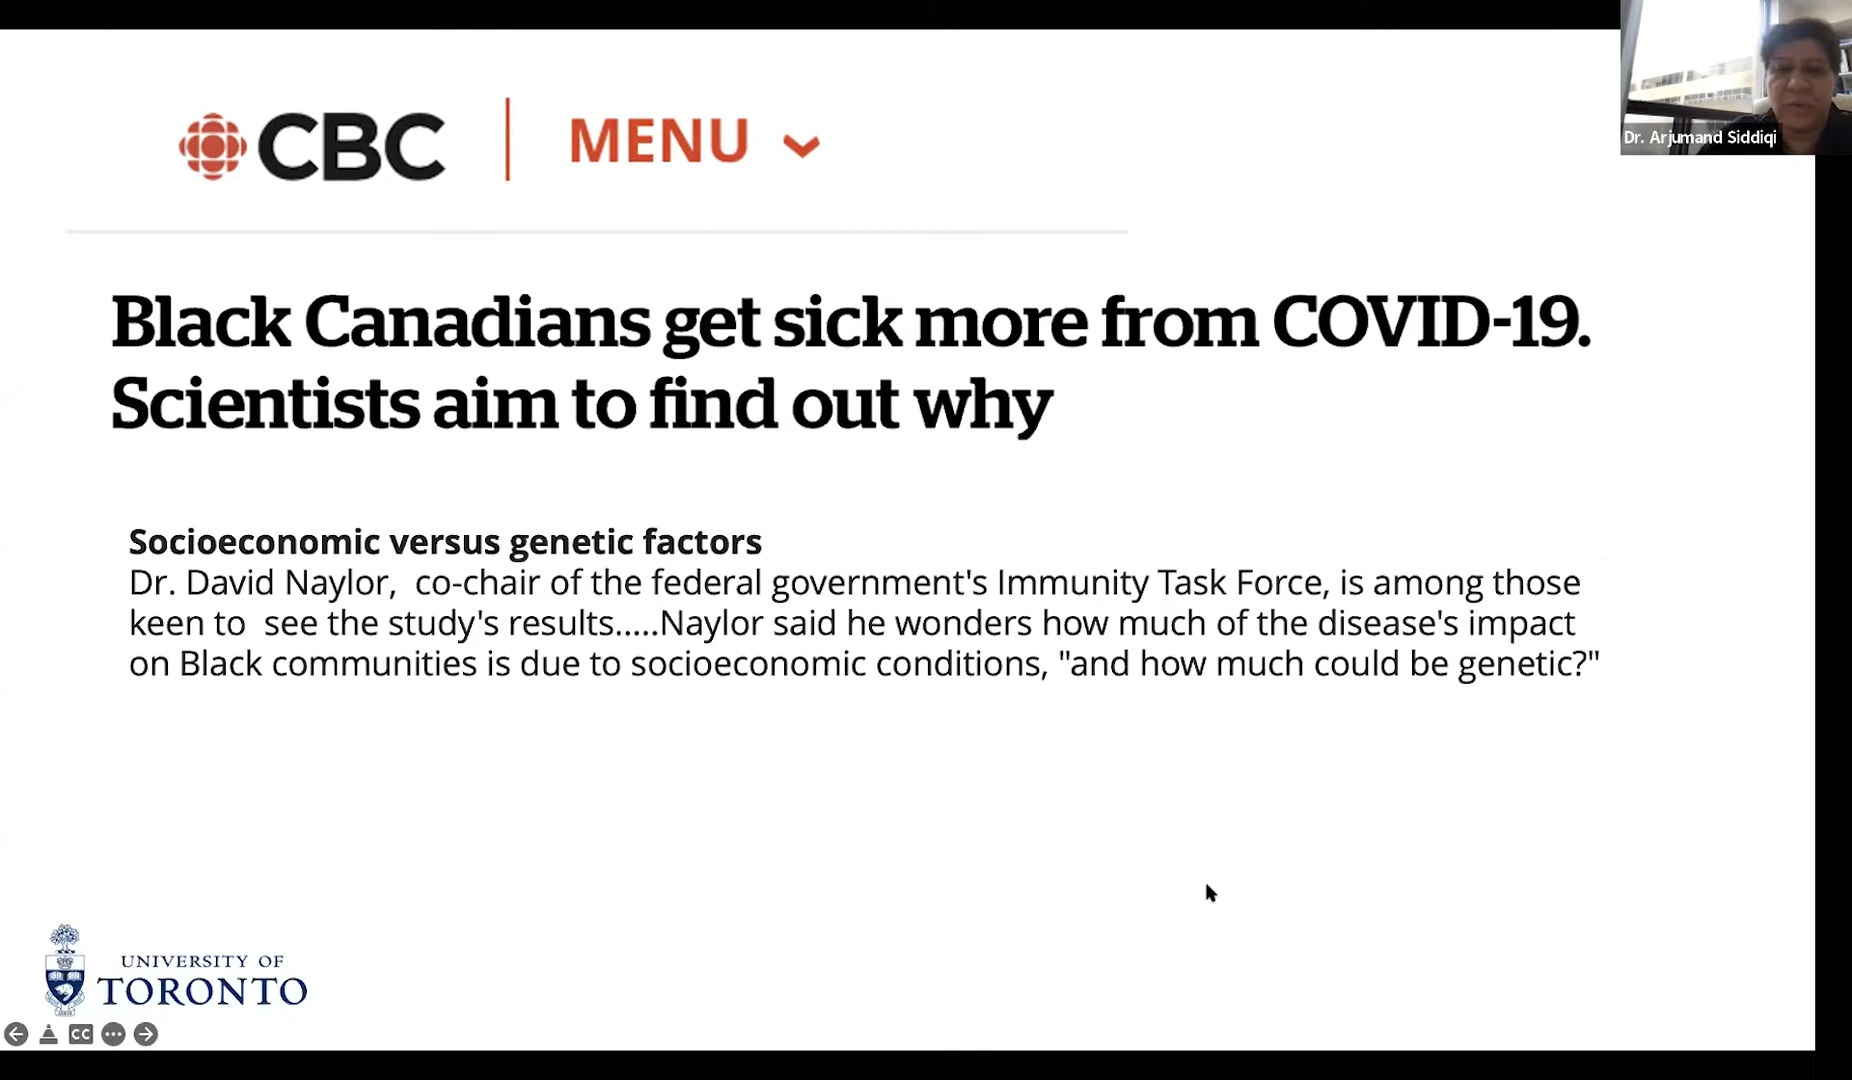 CBC | MENU
Dr. Arjumand Siddiqi
Black Canadians get sick more from COVID-19.
Scientists aim to find out why
Socioeconomic versus genetic factors
Dr. David Naylor,  co-chair of the federal government's Immunity Task Force, is among those
keen to  see the study's results.....Naylor said he wonders how much of the disease's impact
on Black communities is due to socioeconomic conditions, "and how much could be genetic?"
UNIVERSITY OF
TORONTO
CC